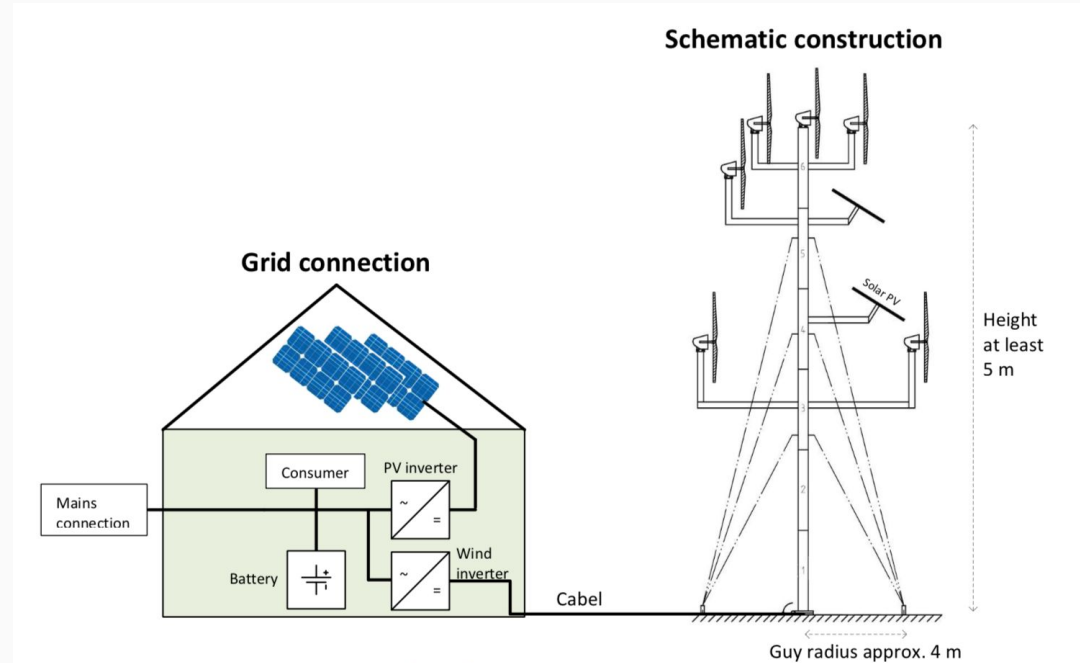 Schematic construction
6
5
Solar PV
4
Height
at least
5 m
3
2
1
Guy radius approx. 4 m
Grid connection
Consumer
PV inverter
~
=
Mains
connection
Battery
+
-
Wind
inverter
~
=
Cabel